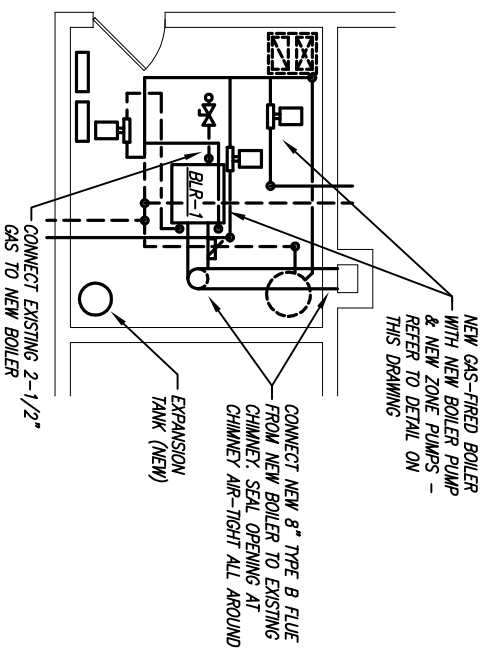 NEW GAS-FIRED BOILER
WITH NEW BOILER PUMP
& NEW ZONE PUMPS -
REFER TO DETAIL ON
THIS DRAWING
CONNECT NEW 8" TYPE B FLUE
FROM NEW BOILER TO EXISTING
CHIMNEY. SEAL OPENING AT
CHIMNEY AIR-TIGHT ALL AROUND
EXPANSION
TANK (NEW)
CONNECT EXISTING 2-1/2"
GAS TO NEW BOILER
BLR-1